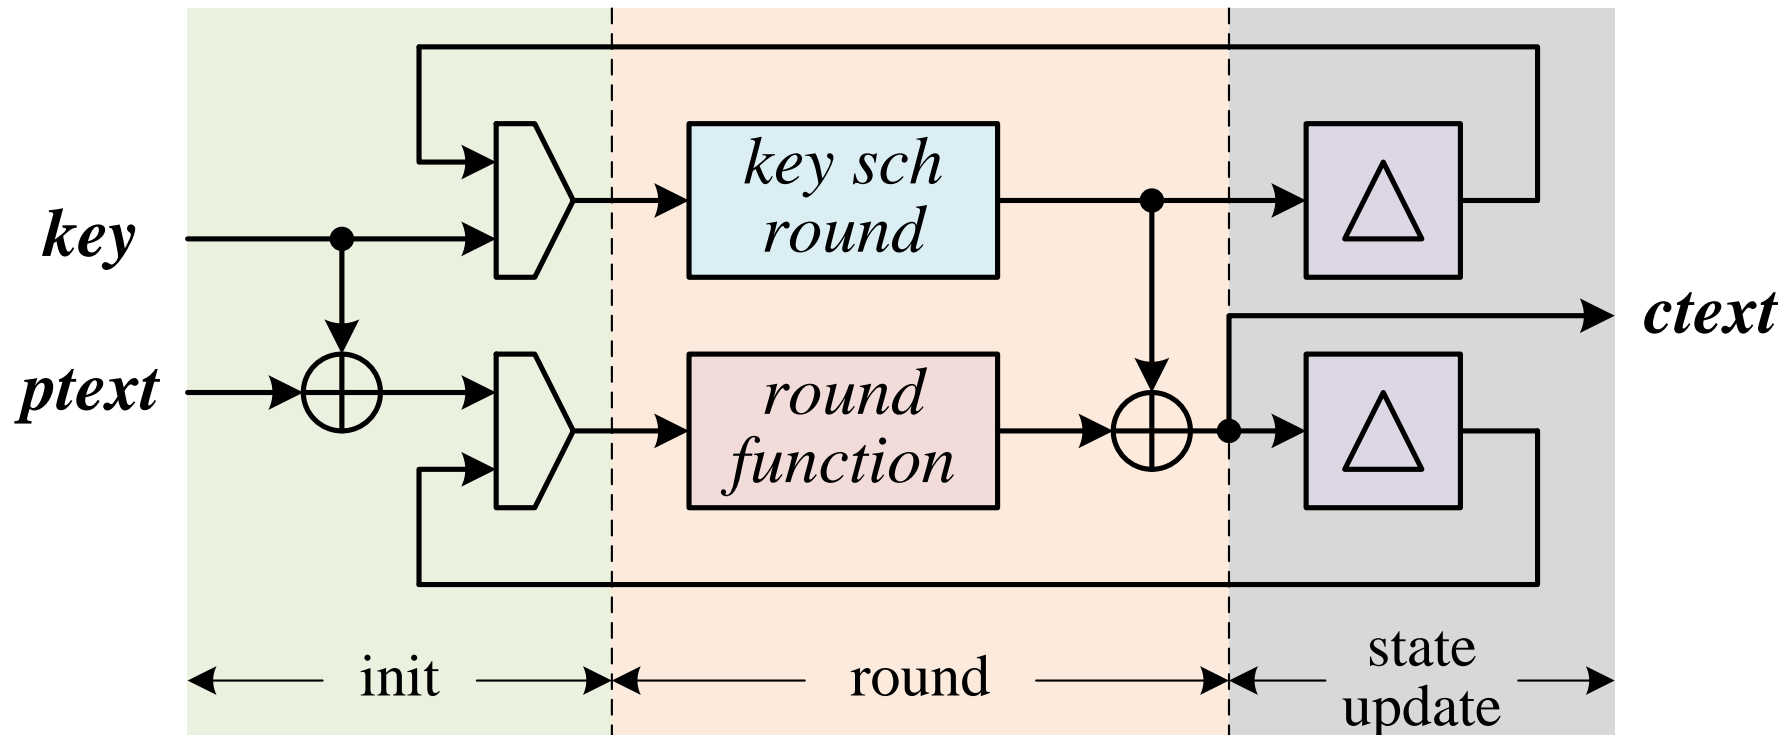 key sch
round
key
ctext
ptext
round
function
init
round
state
update